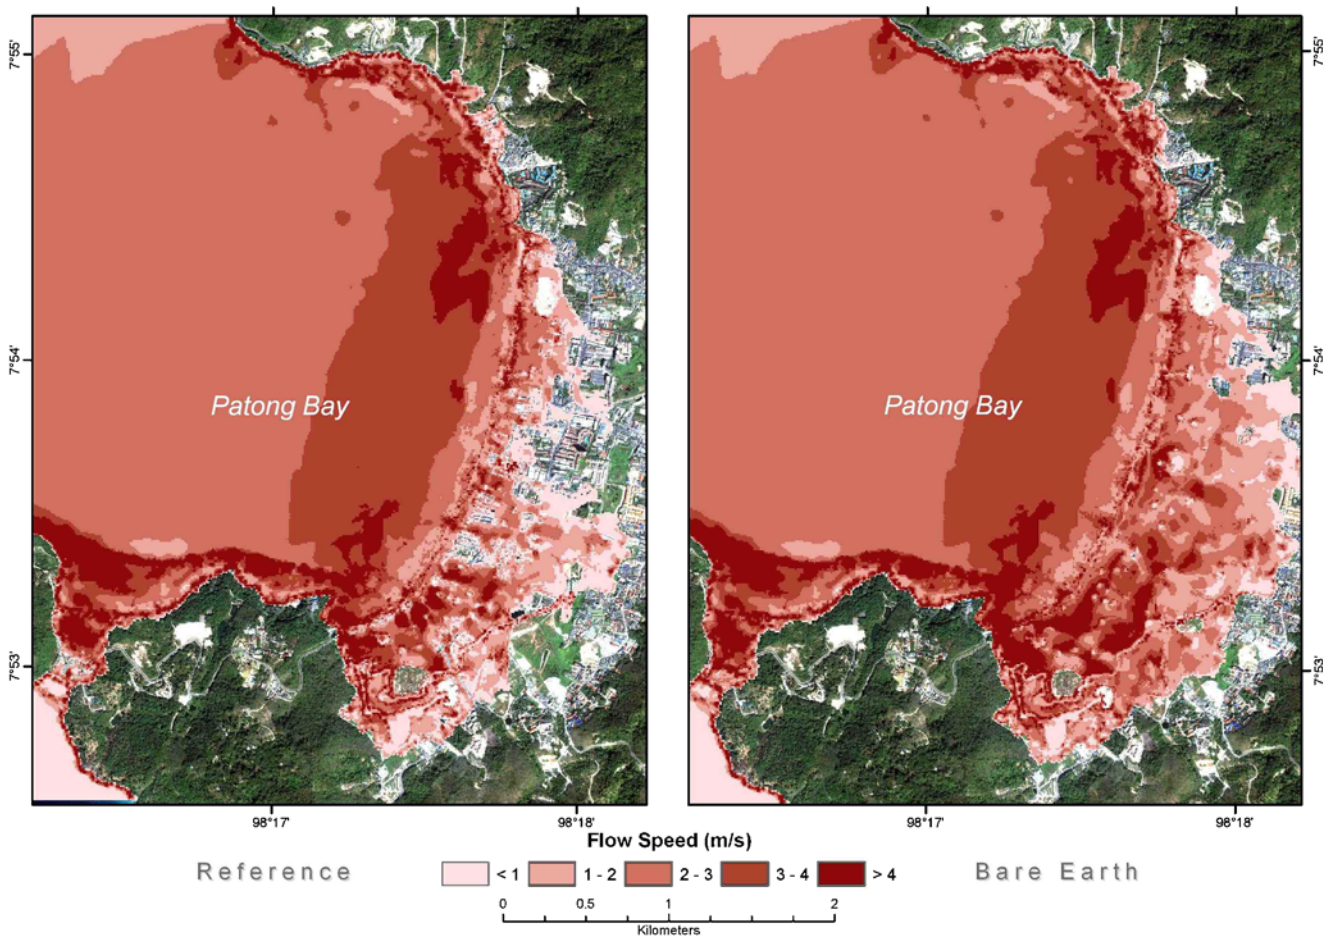 7°55'
7°55'
Patong Bay
Patong Bay
7°54'
7°54'
7°53'
7°53'
98°17'
98°18'
98°17'
98°18'
Flow Speed (m/s)
Reference
< 1
1 - 2
2 - 3
3 - 4
> 4
Bare Earth
0
0.5
1
2
Kilometers